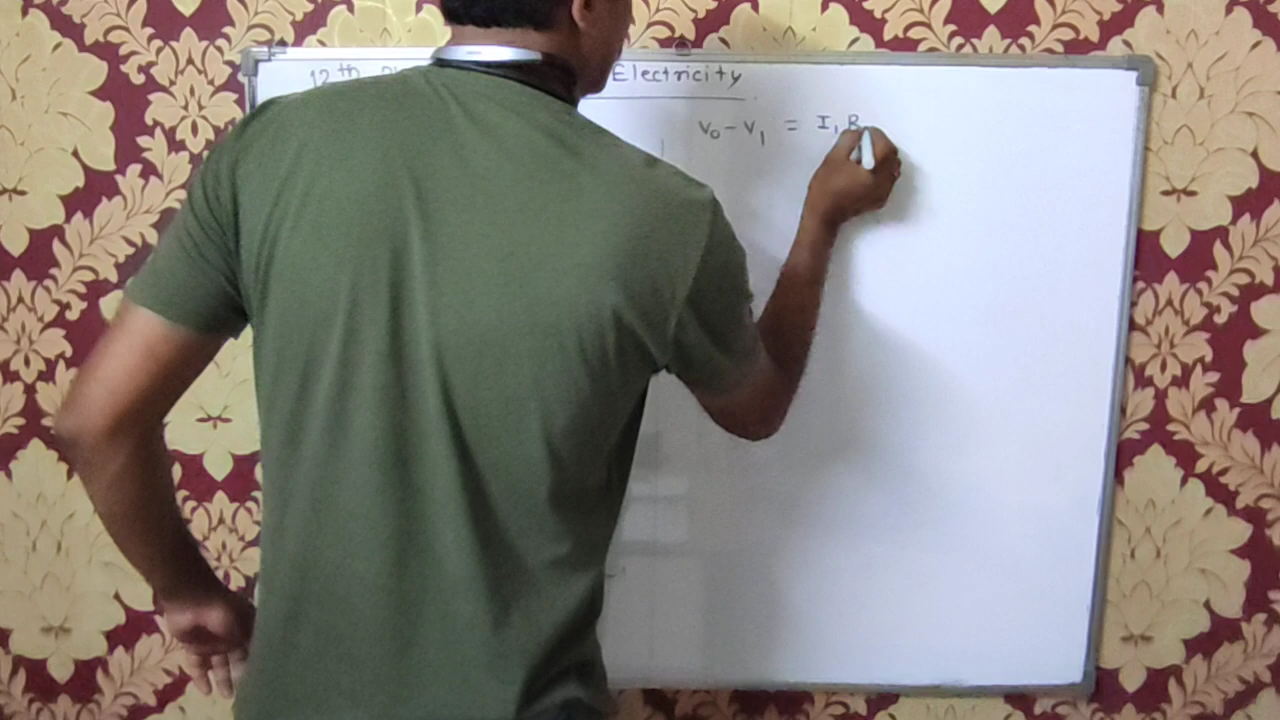 12th Electricity
V₀ - V₁ = I₁ R